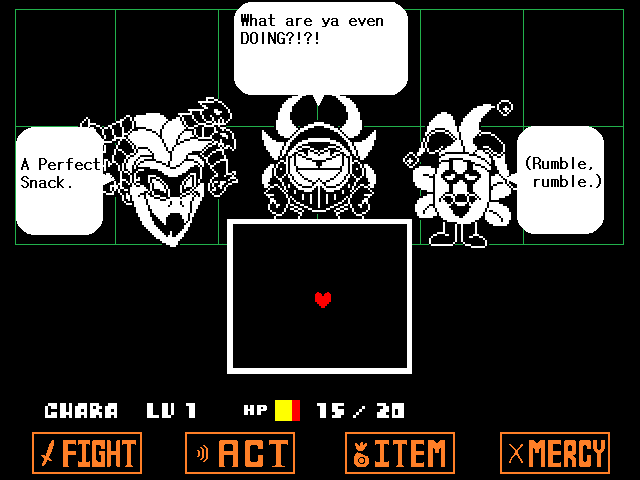 What are ya even
DOING?!?!
A Perfect
Snack.
(Rumble,
rumble.)
CHARA LV 1 HP 15 / 20
FIGHT ACT ITEM MERCY